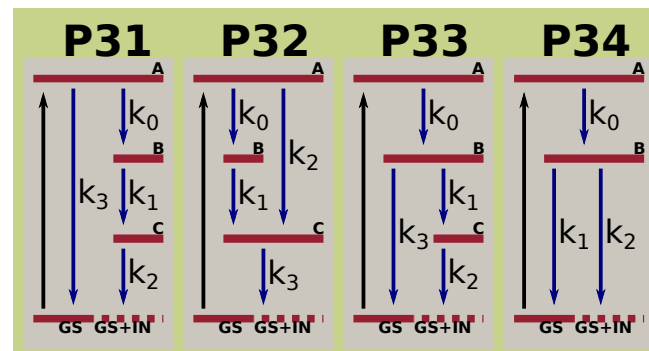 P31 P32 P33 P34
A A A A
k0 k0 k0 k0
B B B B
k3 k1 k1 k2 k3 k1 k1 k2
C C C
k2 k3 k2
GS GS+IN GS GS+IN GS GS+IN GS GS+IN